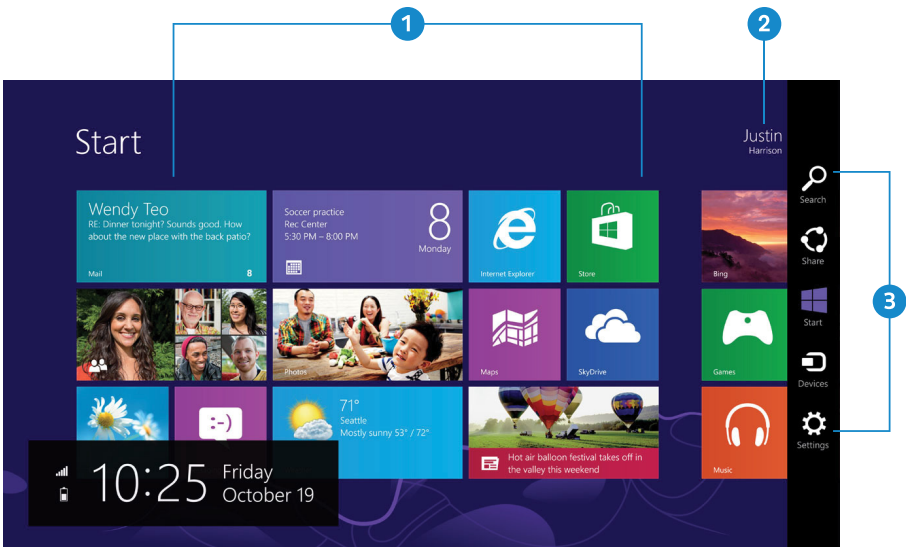 1
2
Start
Justin
Harrison
Wendy Teo
RE: Dinner tonight? Sounds good. How
about the new place with the back patio?
Mail
8
Soccer practice
Rec Center
5:30 PM – 8:00 PM
8
Monday
Internet Explorer
Store
Bing
Photos
Maps
SkyDrive
Games
:-)
71°
Seattle
Mostly sunny 53° / 72°
Hot air balloon festival takes off in
the valley this weekend
Music
10:25
Friday
October 19
Search
Share
Start
Devices
Settings
3